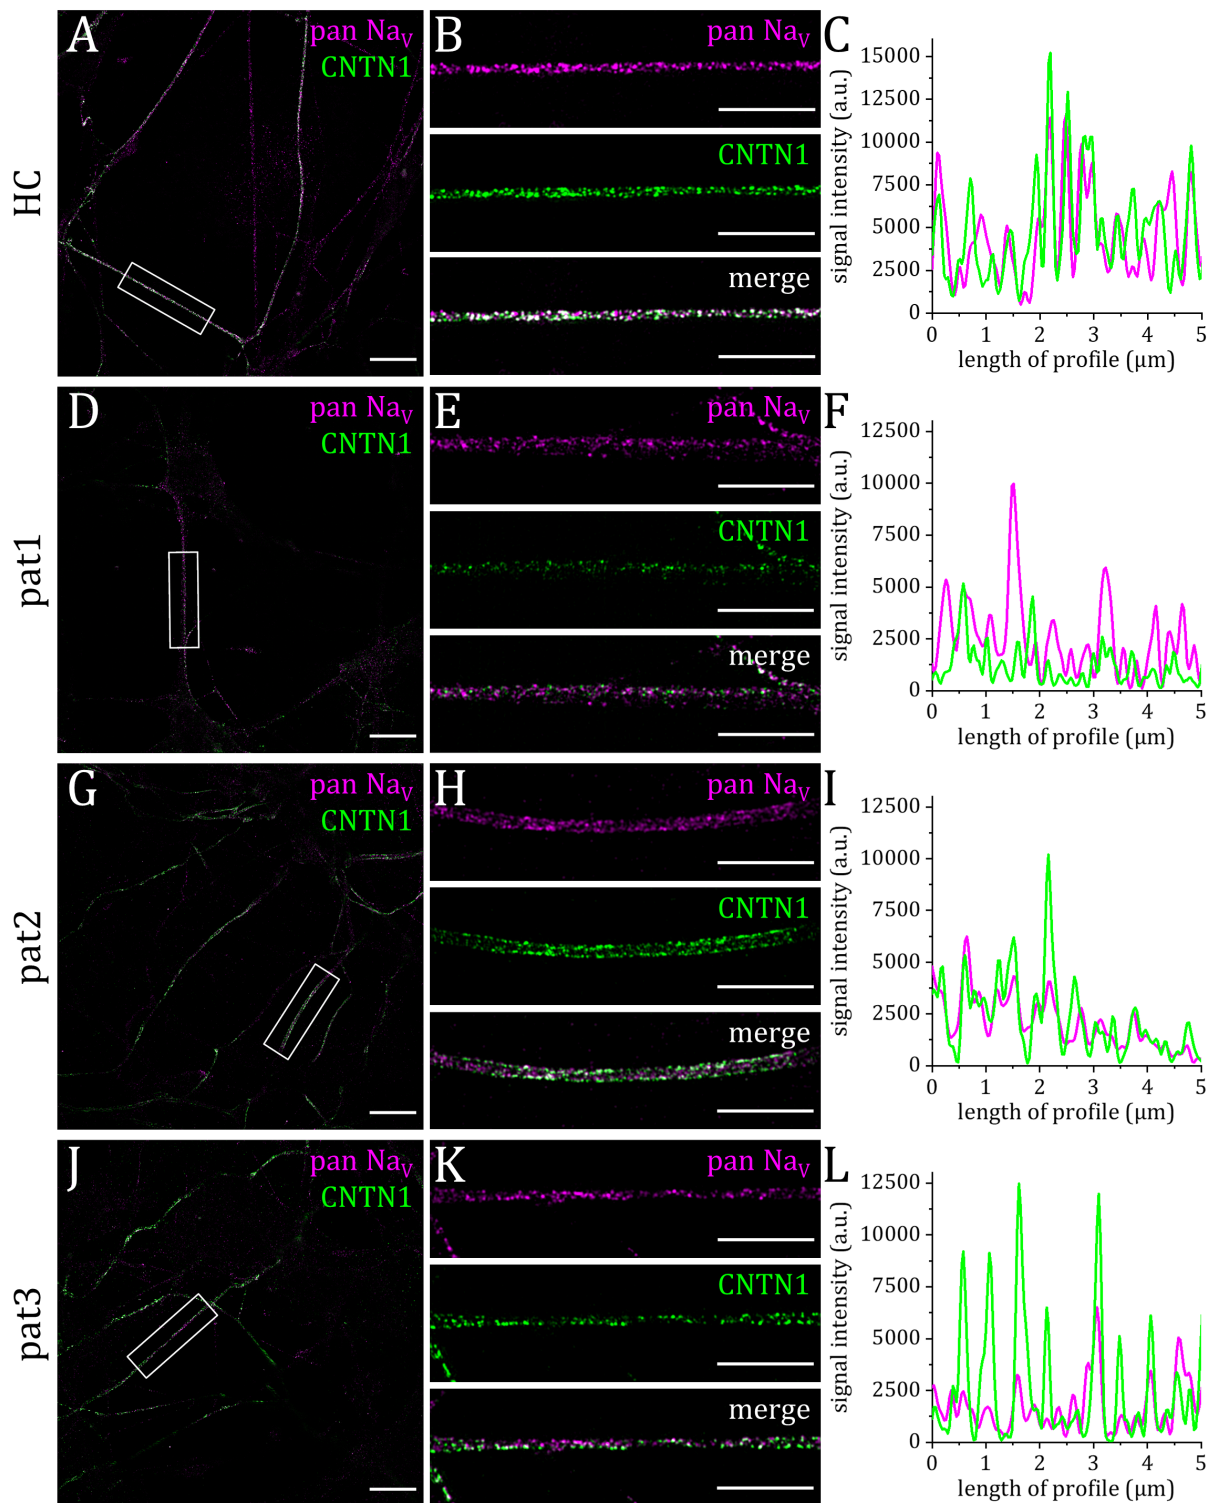 HC
A
pan NaV
CNTN1
B
pan NaV
CNTN1
merge
C
signal intensity (a.u.)
15000
12500
10000
7500
5000
2500
0
0 1 2 3 4 5
length of profile (µm)
pat1
D
pan NaV
CNTN1
E
pan NaV
CNTN1
merge
F
signal intensity (a.u.)
12500
10000
7500
5000
2500
0
0 1 2 3 4 5
length of profile (µm)
pat2
G
pan NaV
CNTN1
H
pan NaV
CNTN1
merge
I
signal intensity (a.u.)
12500
10000
7500
5000
2500
0
0 1 2 3 4 5
length of profile (µm)
pat3
J
pan NaV
CNTN1
K
pan NaV
CNTN1
merge
L
signal intensity (a.u.)
12500
10000
7500
5000
2500
0
0 1 2 3 4 5
length of profile (µm)